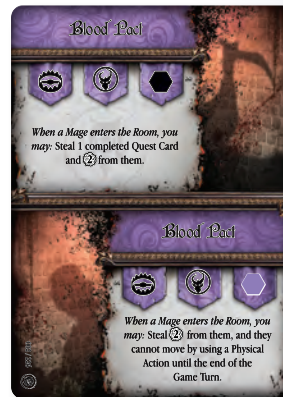 Blood Pact
When a Mage enters the Room, you
may: Steal 1 completed Quest Card
and 2 from them.
Blood Pact
When a Mage enters the Room, you
may: Steal 2 from them, and they
cannot move by using a Physical
Action until the end of the
Game Turn.